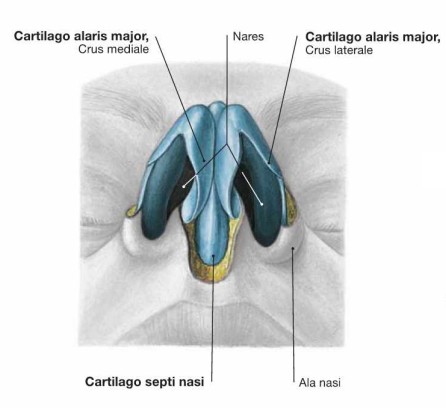 Cartilago alaris major,
Crus mediale
Nares
Cartilago alaris major,
Crus laterale
Cartilago septi nasi
Ala nasi